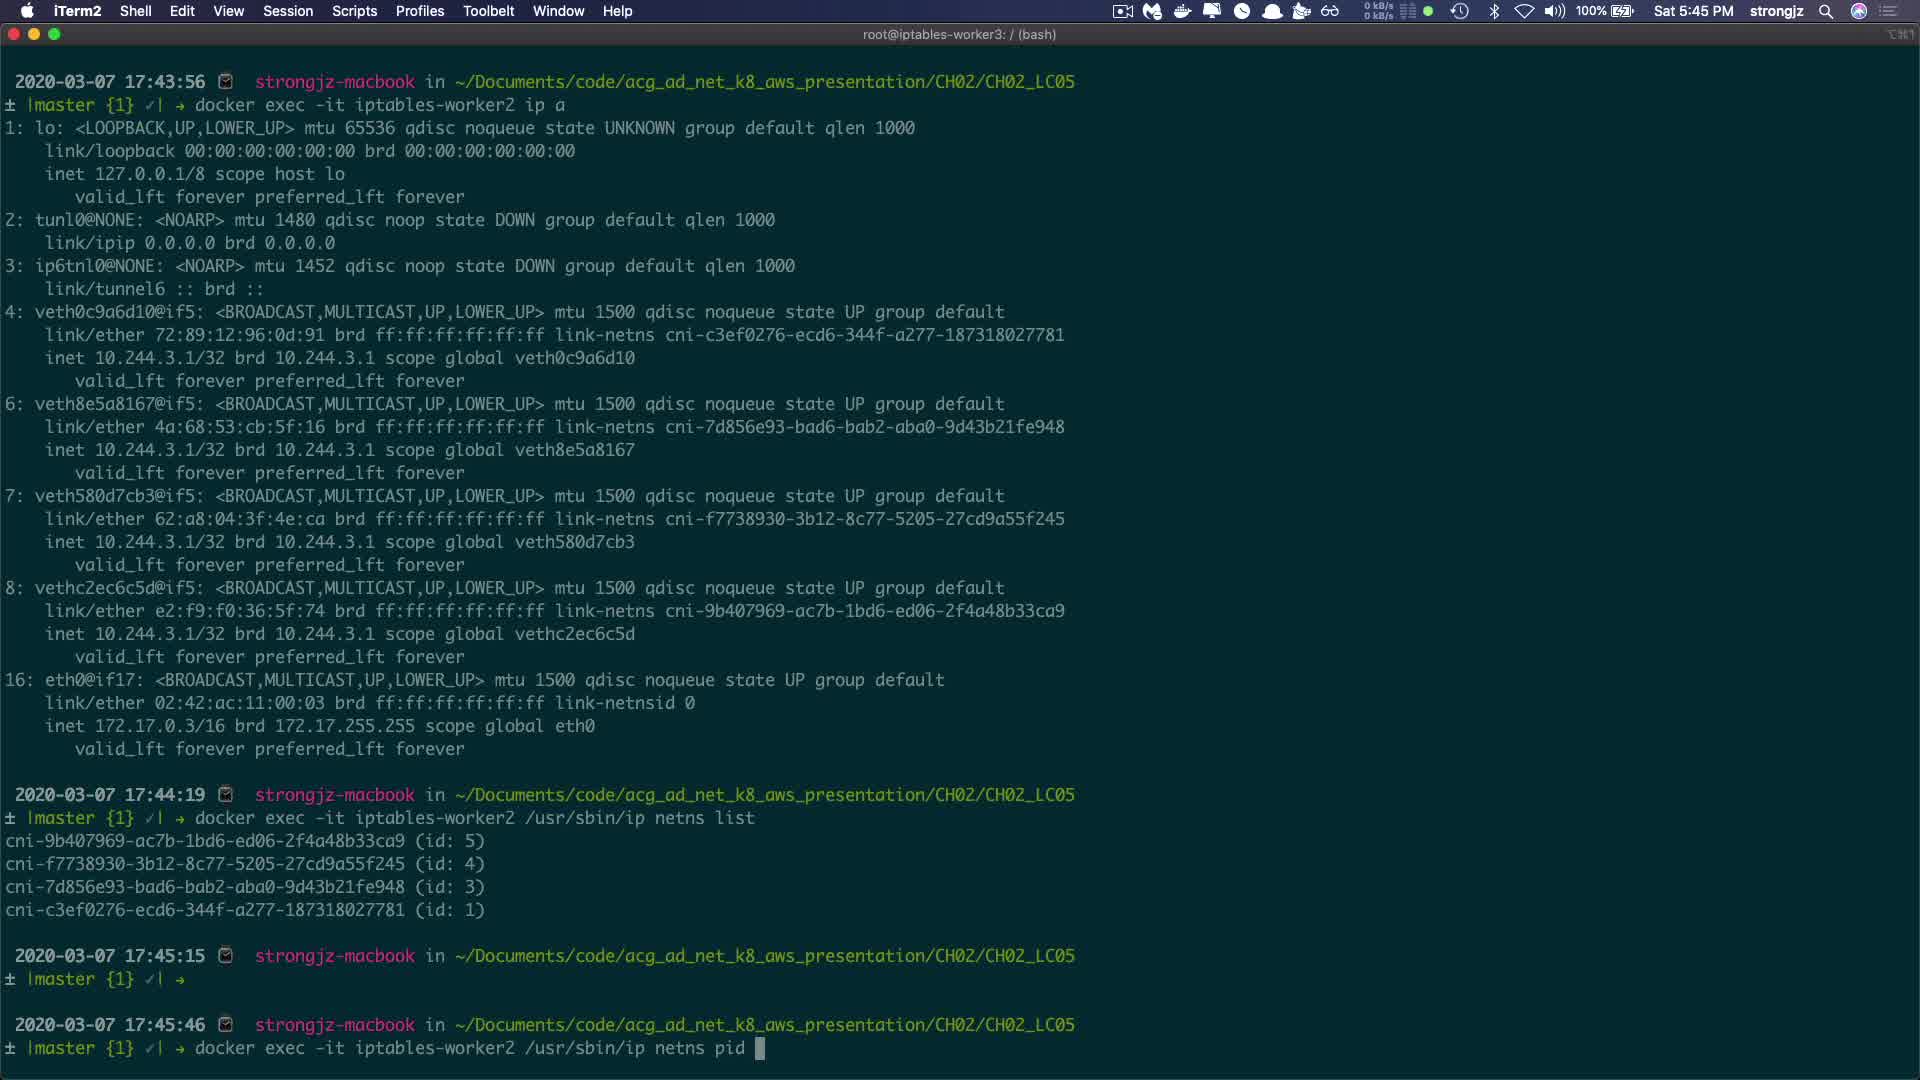 iTerm2 Shell Edit View Session Scripts Profiles Toolbelt Window Help 0 kB/s 0 kB/s 100% Sat 5:45 PM strongjz
root@iptables-worker3: / (bash) ⌥⌘1
2020-03-07 17:43:56 strongjz-macbook in ~/Documents/code/acg_ad_net_k8_aws_presentation/CH02/CH02_LC05
± |master {1} ✓| → docker exec -it iptables-worker2 ip a
1: lo: <LOOPBACK,UP,LOWER_UP> mtu 65536 qdisc noqueue state UNKNOWN group default qlen 1000
    link/loopback 00:00:00:00:00:00 brd 00:00:00:00:00:00
    inet 127.0.0.1/8 scope host lo
       valid_lft forever preferred_lft forever
2: tunl0@NONE: <NOARP> mtu 1480 qdisc noop state DOWN group default qlen 1000
    link/ipip 0.0.0.0 brd 0.0.0.0
3: ip6tnl0@NONE: <NOARP> mtu 1452 qdisc noop state DOWN group default qlen 1000
    link/tunnel6 :: brd ::
4: veth0c9a6d10@if5: <BROADCAST,MULTICAST,UP,LOWER_UP> mtu 1500 qdisc noqueue state UP group default
    link/ether 72:89:12:96:0d:91 brd ff:ff:ff:ff:ff:ff link-netns cni-c3ef0276-ecd6-344f-a277-187318027781
    inet 10.244.3.1/32 brd 10.244.3.1 scope global veth0c9a6d10
       valid_lft forever preferred_lft forever
6: veth8e5a8167@if5: <BROADCAST,MULTICAST,UP,LOWER_UP> mtu 1500 qdisc noqueue state UP group default
    link/ether 4a:68:53:cb:5f:16 brd ff:ff:ff:ff:ff:ff link-netns cni-7d856e93-bad6-bab2-aba0-9d43b21fe948
    inet 10.244.3.1/32 brd 10.244.3.1 scope global veth8e5a8167
       valid_lft forever preferred_lft forever
7: veth580d7cb3@if5: <BROADCAST,MULTICAST,UP,LOWER_UP> mtu 1500 qdisc noqueue state UP group default
    link/ether 62:a8:04:3f:4e:ca brd ff:ff:ff:ff:ff:ff link-netns cni-f7738930-3b12-8c77-5205-27cd9a55f245
    inet 10.244.3.1/32 brd 10.244.3.1 scope global veth580d7cb3
       valid_lft forever preferred_lft forever
8: vethc2ec6c5d@if5: <BROADCAST,MULTICAST,UP,LOWER_UP> mtu 1500 qdisc noqueue state UP group default
    link/ether e2:f9:f0:36:5f:74 brd ff:ff:ff:ff:ff:ff link-netns cni-9b407969-ac7b-1bd6-ed06-2f4a48b33ca9
    inet 10.244.3.1/32 brd 10.244.3.1 scope global vethc2ec6c5d
       valid_lft forever preferred_lft forever
16: eth0@if17: <BROADCAST,MULTICAST,UP,LOWER_UP> mtu 1500 qdisc noqueue state UP group default
    link/ether 02:42:ac:11:00:03 brd ff:ff:ff:ff:ff:ff link-netnsid 0
    inet 172.17.0.3/16 brd 172.17.255.255 scope global eth0
       valid_lft forever preferred_lft forever
2020-03-07 17:44:19 strongjz-macbook in ~/Documents/code/acg_ad_net_k8_aws_presentation/CH02/CH02_LC05
± |master {1} ✓| → docker exec -it iptables-worker2 /usr/sbin/ip netns list
cni-9b407969-ac7b-1bd6-ed06-2f4a48b33ca9 (id: 5)
cni-f7738930-3b12-8c77-5205-27cd9a55f245 (id: 4)
cni-7d856e93-bad6-bab2-aba0-9d43b21fe948 (id: 3)
cni-c3ef0276-ecd6-344f-a277-187318027781 (id: 1)
2020-03-07 17:45:15 strongjz-macbook in ~/Documents/code/acg_ad_net_k8_aws_presentation/CH02/CH02_LC05
± |master {1} ✓| →
2020-03-07 17:45:46 strongjz-macbook in ~/Documents/code/acg_ad_net_k8_aws_presentation/CH02/CH02_LC05
± |master {1} ✓| → docker exec -it iptables-worker2 /usr/sbin/ip netns pid